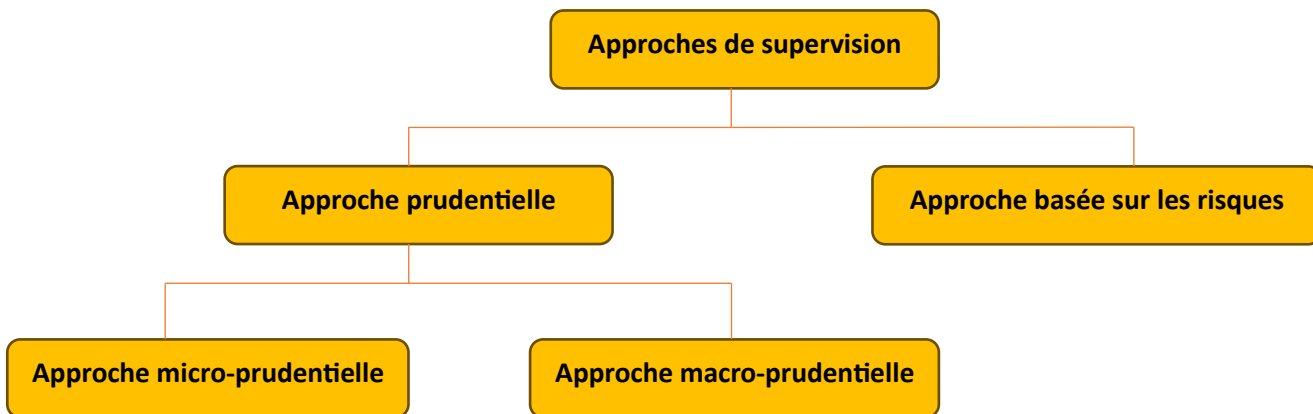 Approches de supervision
Approche prudentielle
Approche basée sur les risques
Approche micro-prudentielle
Approche macro-prudentielle